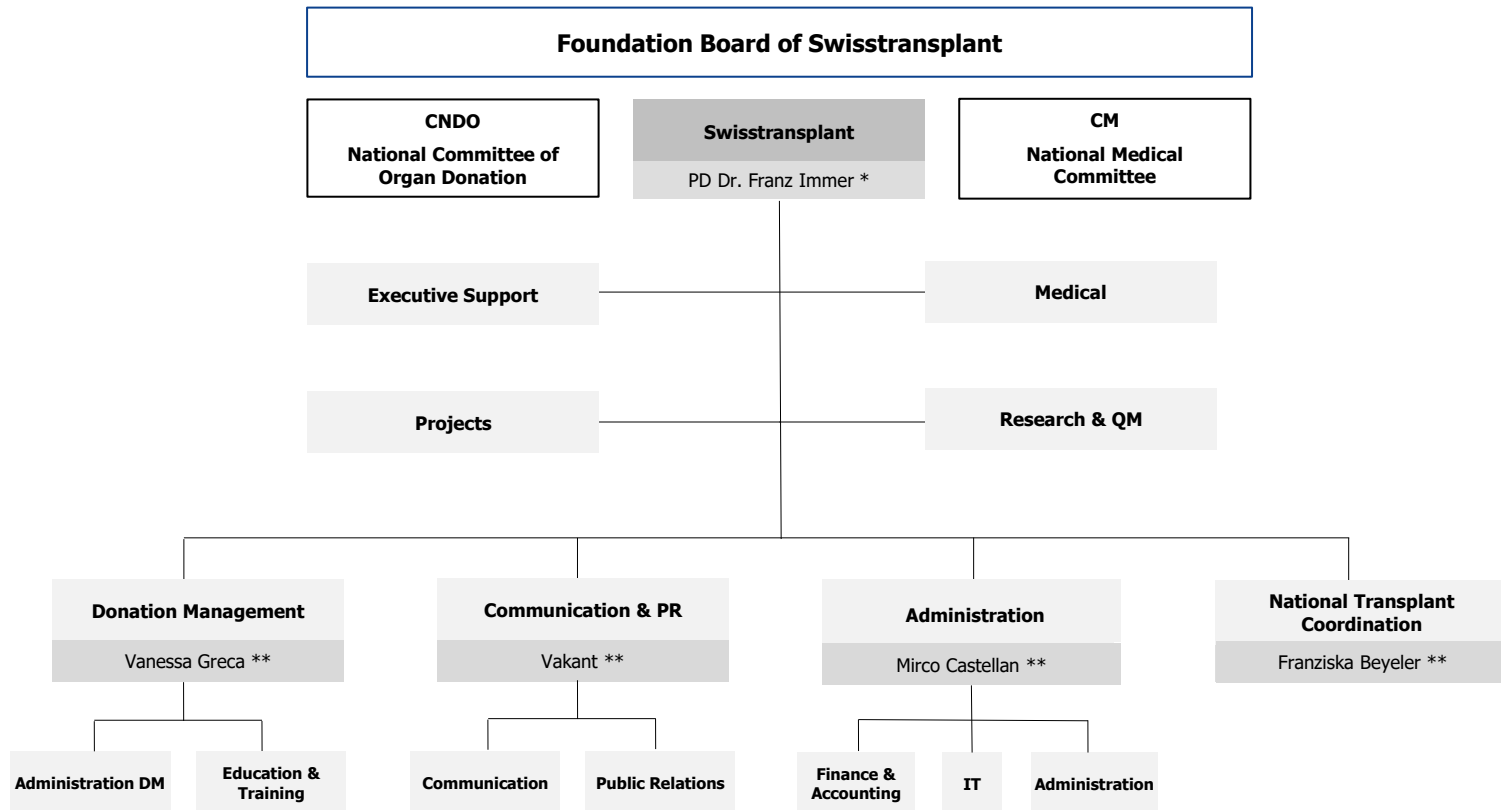 Foundation Board of Swisstransplant
CNDO
National Committee of
Organ Donation
Swisstransplant
PD Dr. Franz Immer *
CM
National Medical
Committee
Executive Support
Medical
Projects
Research & QM
Donation Management
Vanessa Greca **
Communication & PR
Vakant **
Administration
Mirco Castellan **
National Transplant
Coordination
Franziska Beyeler **
Administration DM
Education &
Training
Communication
Public Relations
Finance &
Accounting
IT
Administration